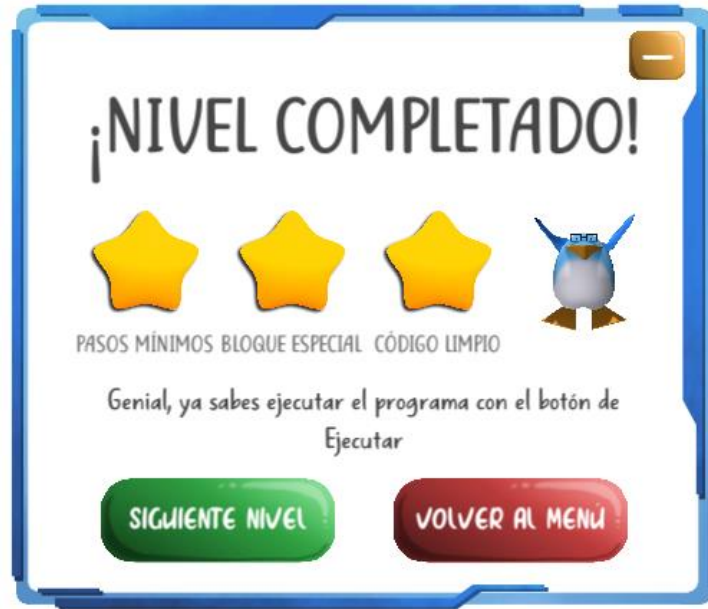 ¡NIVEL COMPLETADO!
PASOS MÍNIMOS BLOQUE ESPECIAL CÓDIGO LIMPIO
Genial, ya sabes ejecutar el programa con el botón de
Ejecutar
SIGUIENTE NIVEL VOLVER AL MENÚ